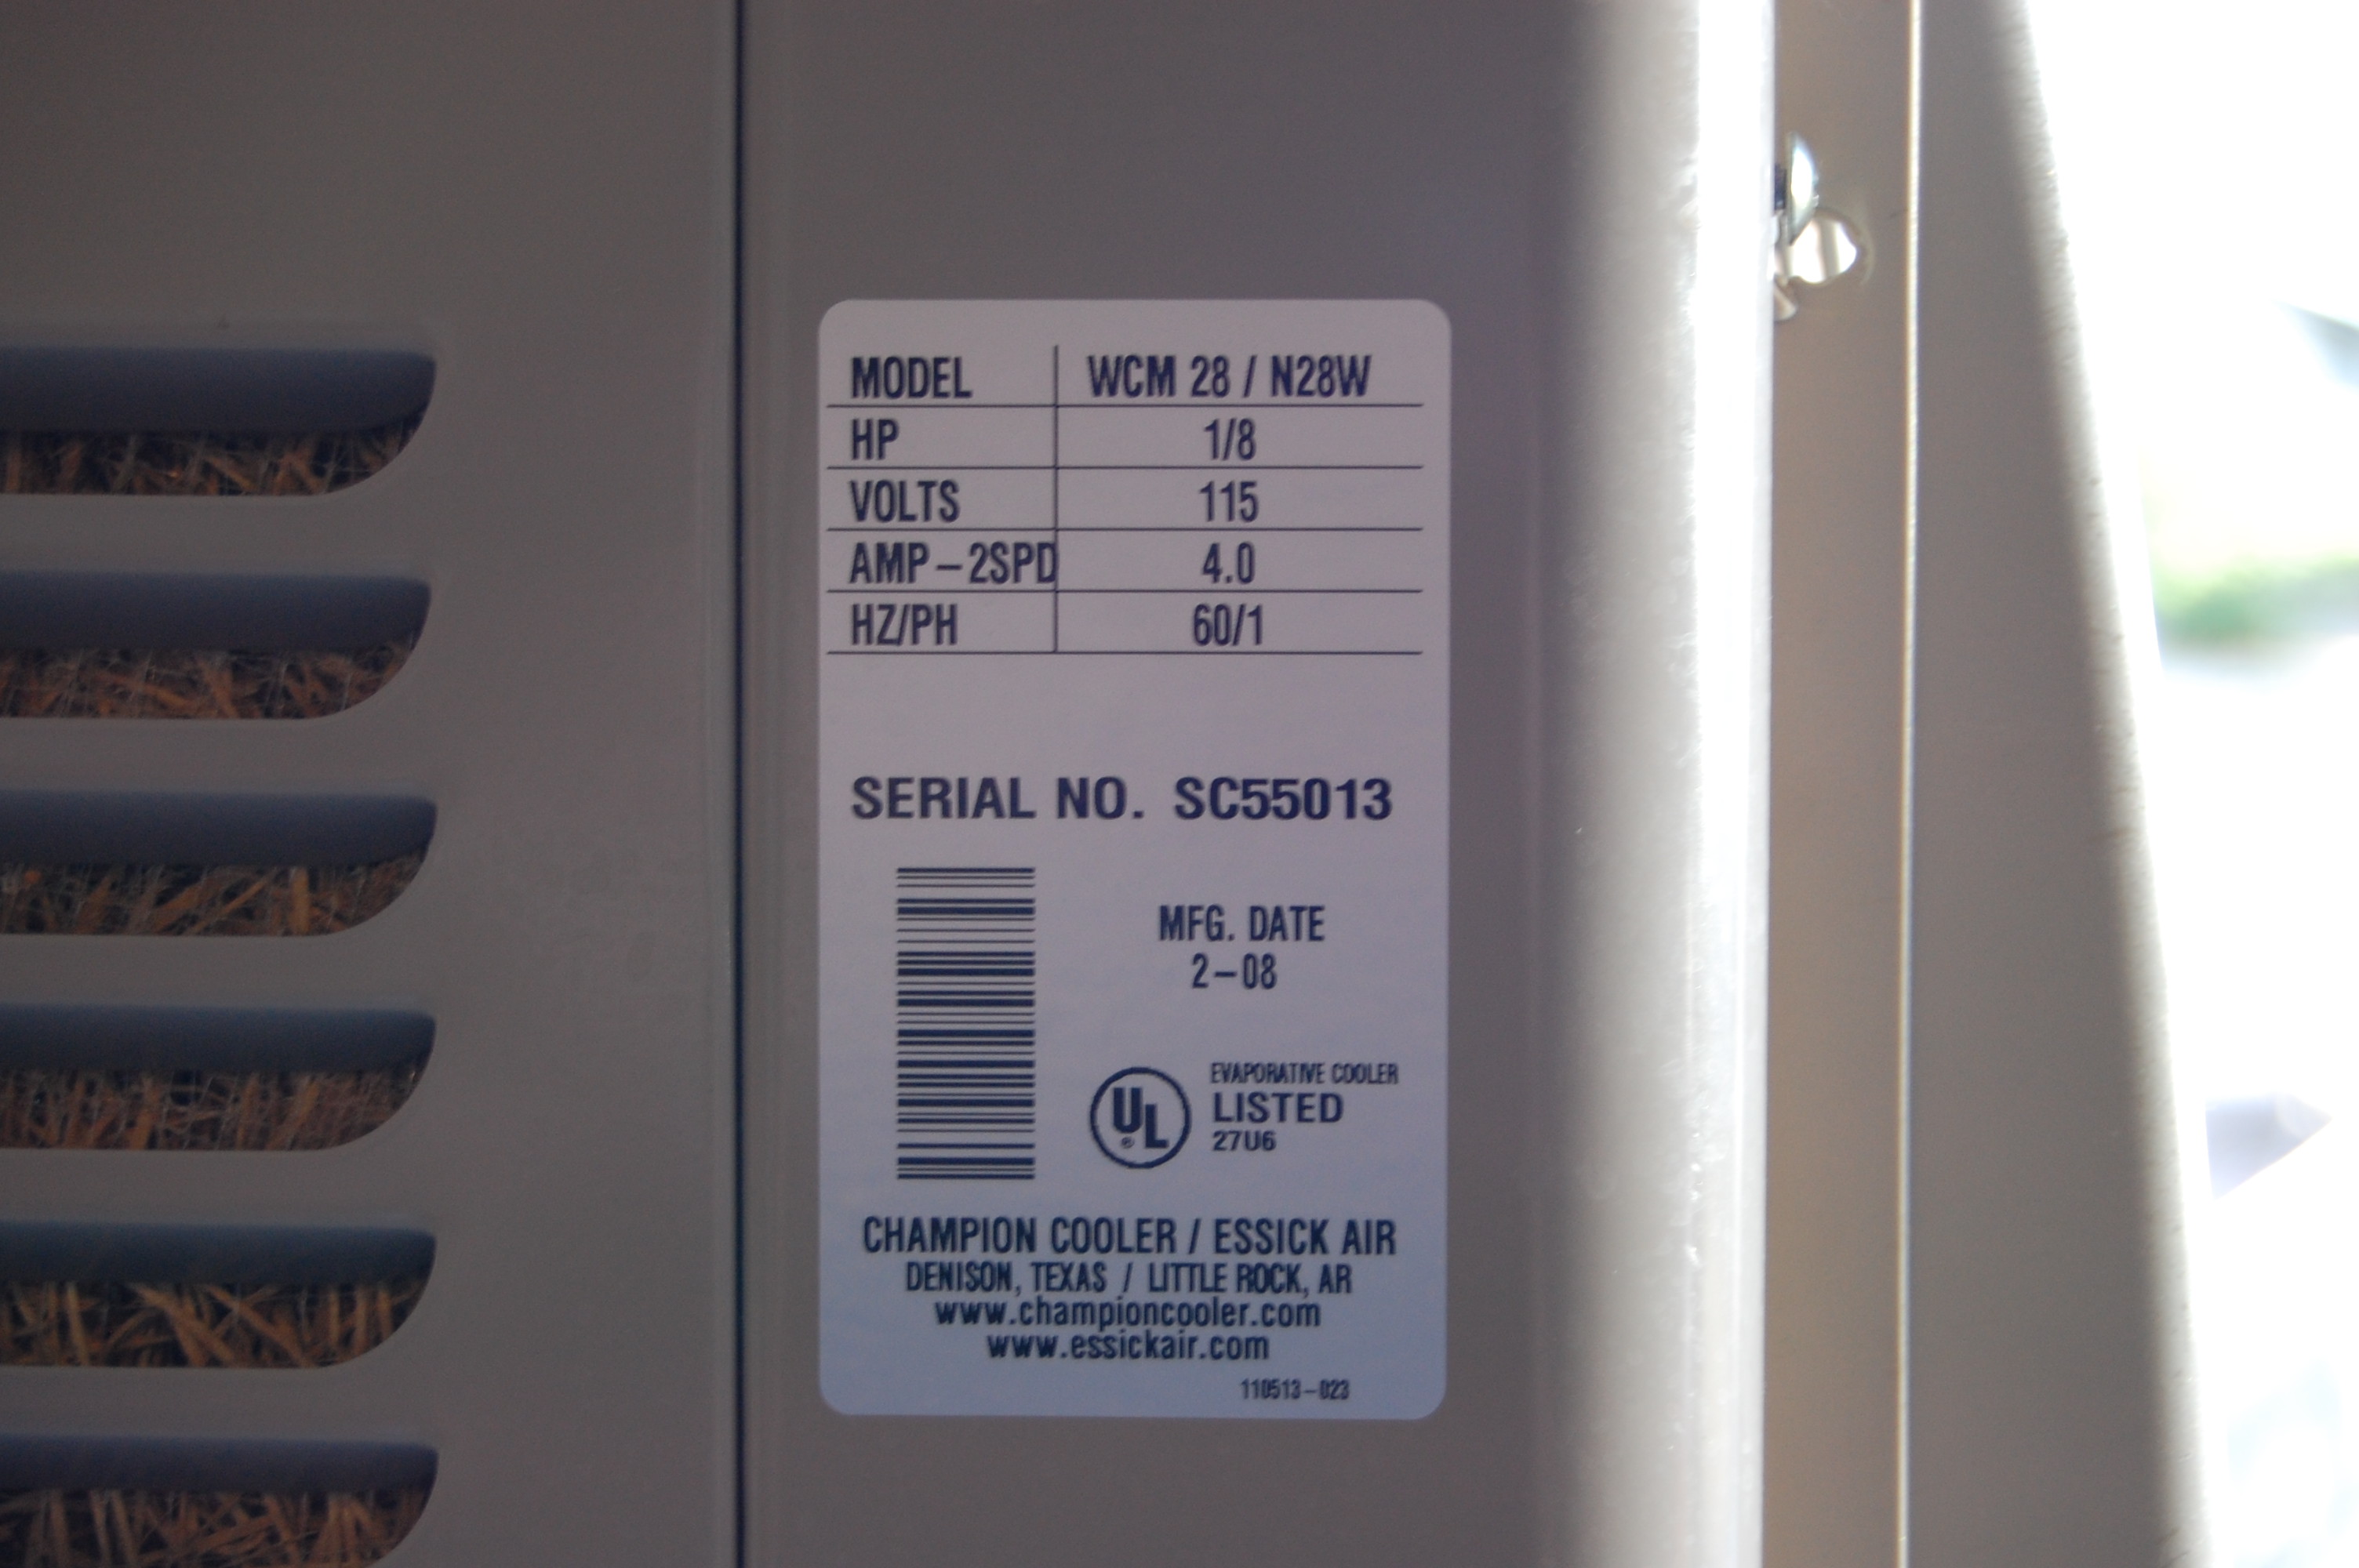 MODEL WCM 28 / N28W
HP 1/8
VOLTS 115
AMP-2SPD 4.0
HZ/PH 60/1
SERIAL NO. SC55013
MFG. DATE
2-08
UL
®
EVAPORATIVE COOLER
LISTED
27U6
CHAMPION COOLER / ESSICK AIR
DENISON, TEXAS / LITTLE ROCK, AR
www.championcooler.com
www.essickair.com
110513-023